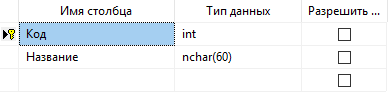 Имя столбца Тип данных Разрешить ...
Код int
Название nchar(60)